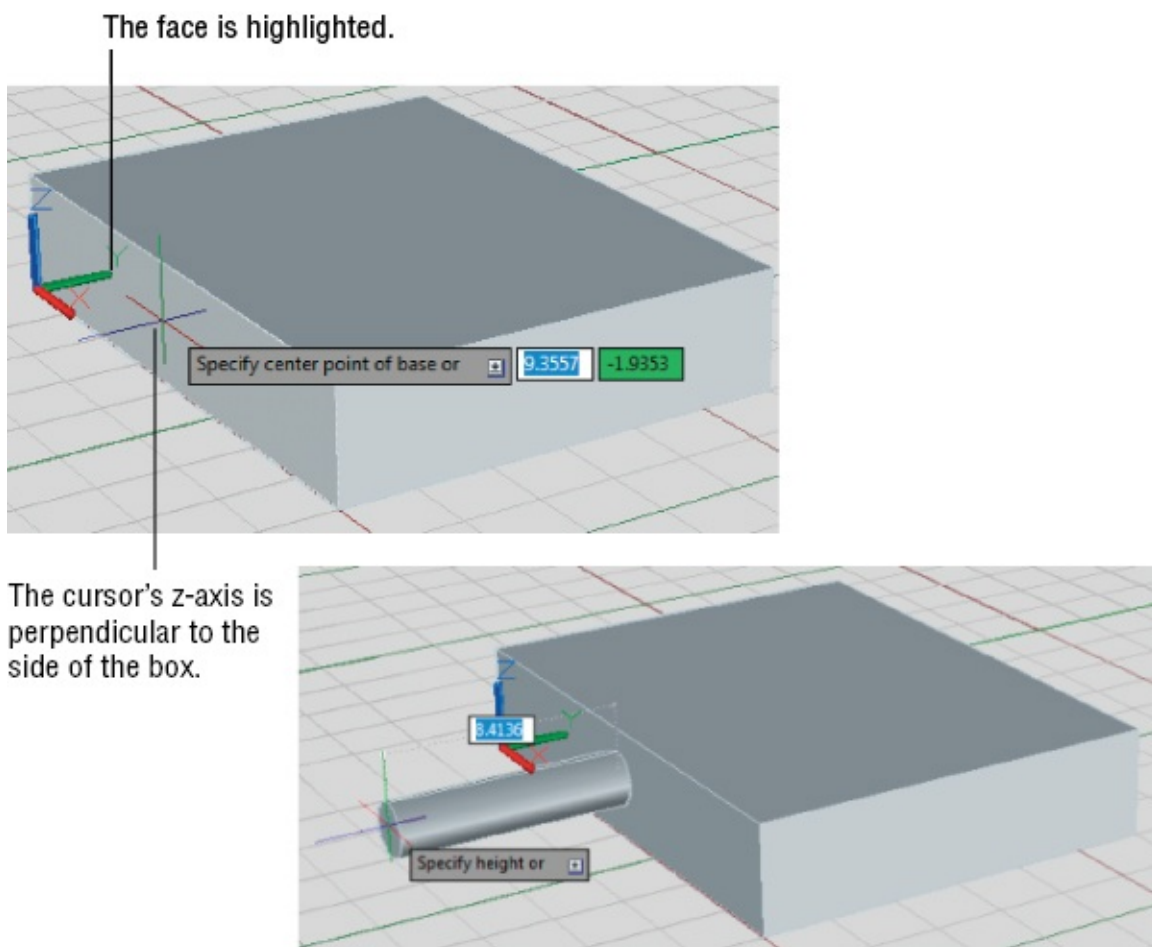 The face is highlighted.
Z
Y
X
Specify center point of base or 9.3557 -1.9353
The cursor's z-axis is
perpendicular to the
side of the box.
Z
8.4136
Y
X
Specify height or